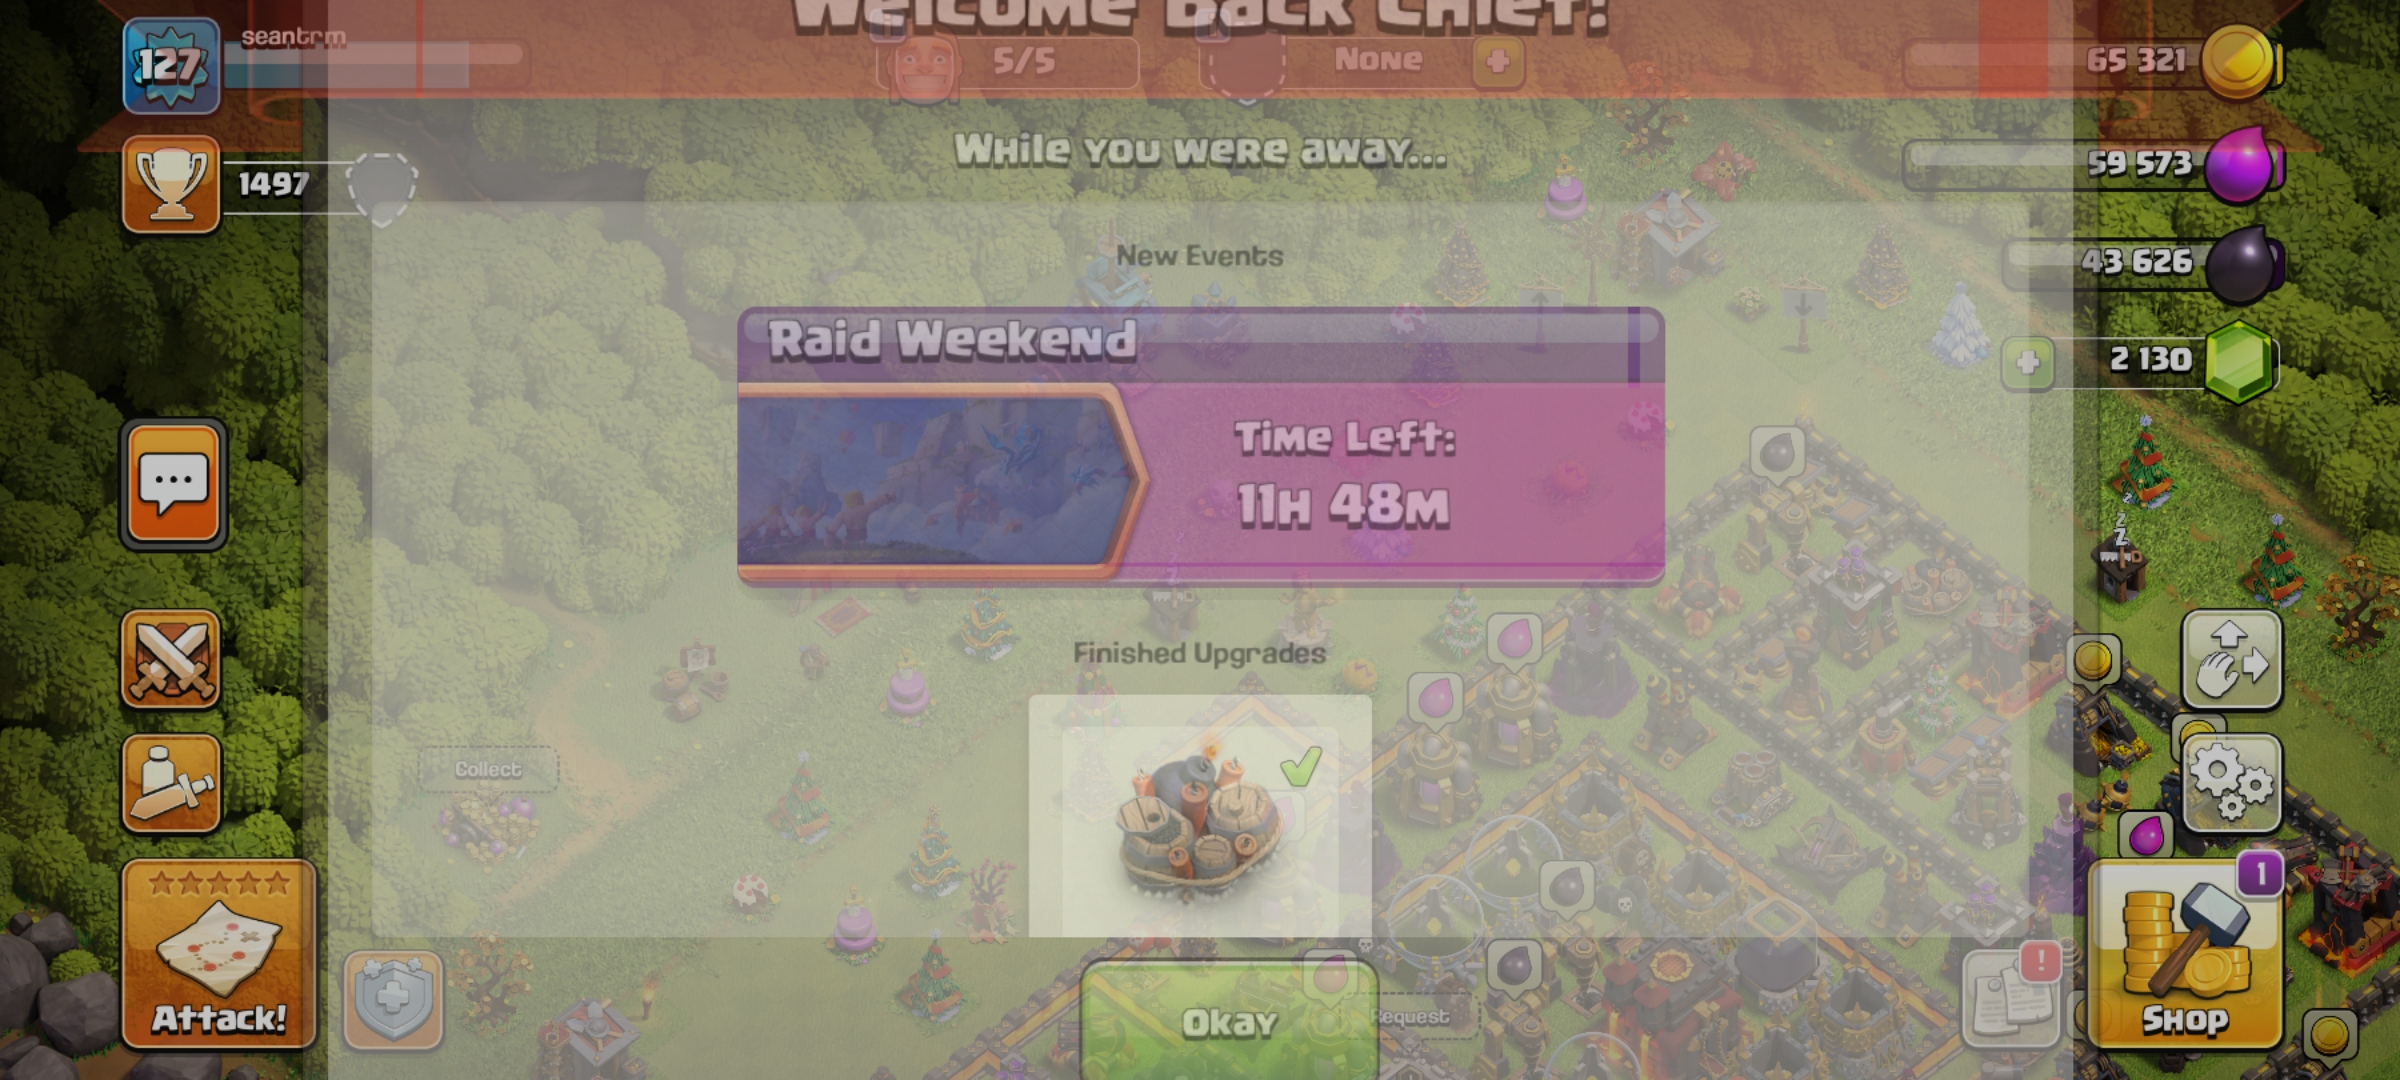 Welcome Back Chief!
127
seantrm
5/5
None
65 321
1497
While you were away...
59 573
New Events
43 626
Raid Weekend
2 130
Time Left:
11H 48M
Finished Upgrades
Collect
1
Attack!
Okay
Request
!
Shop